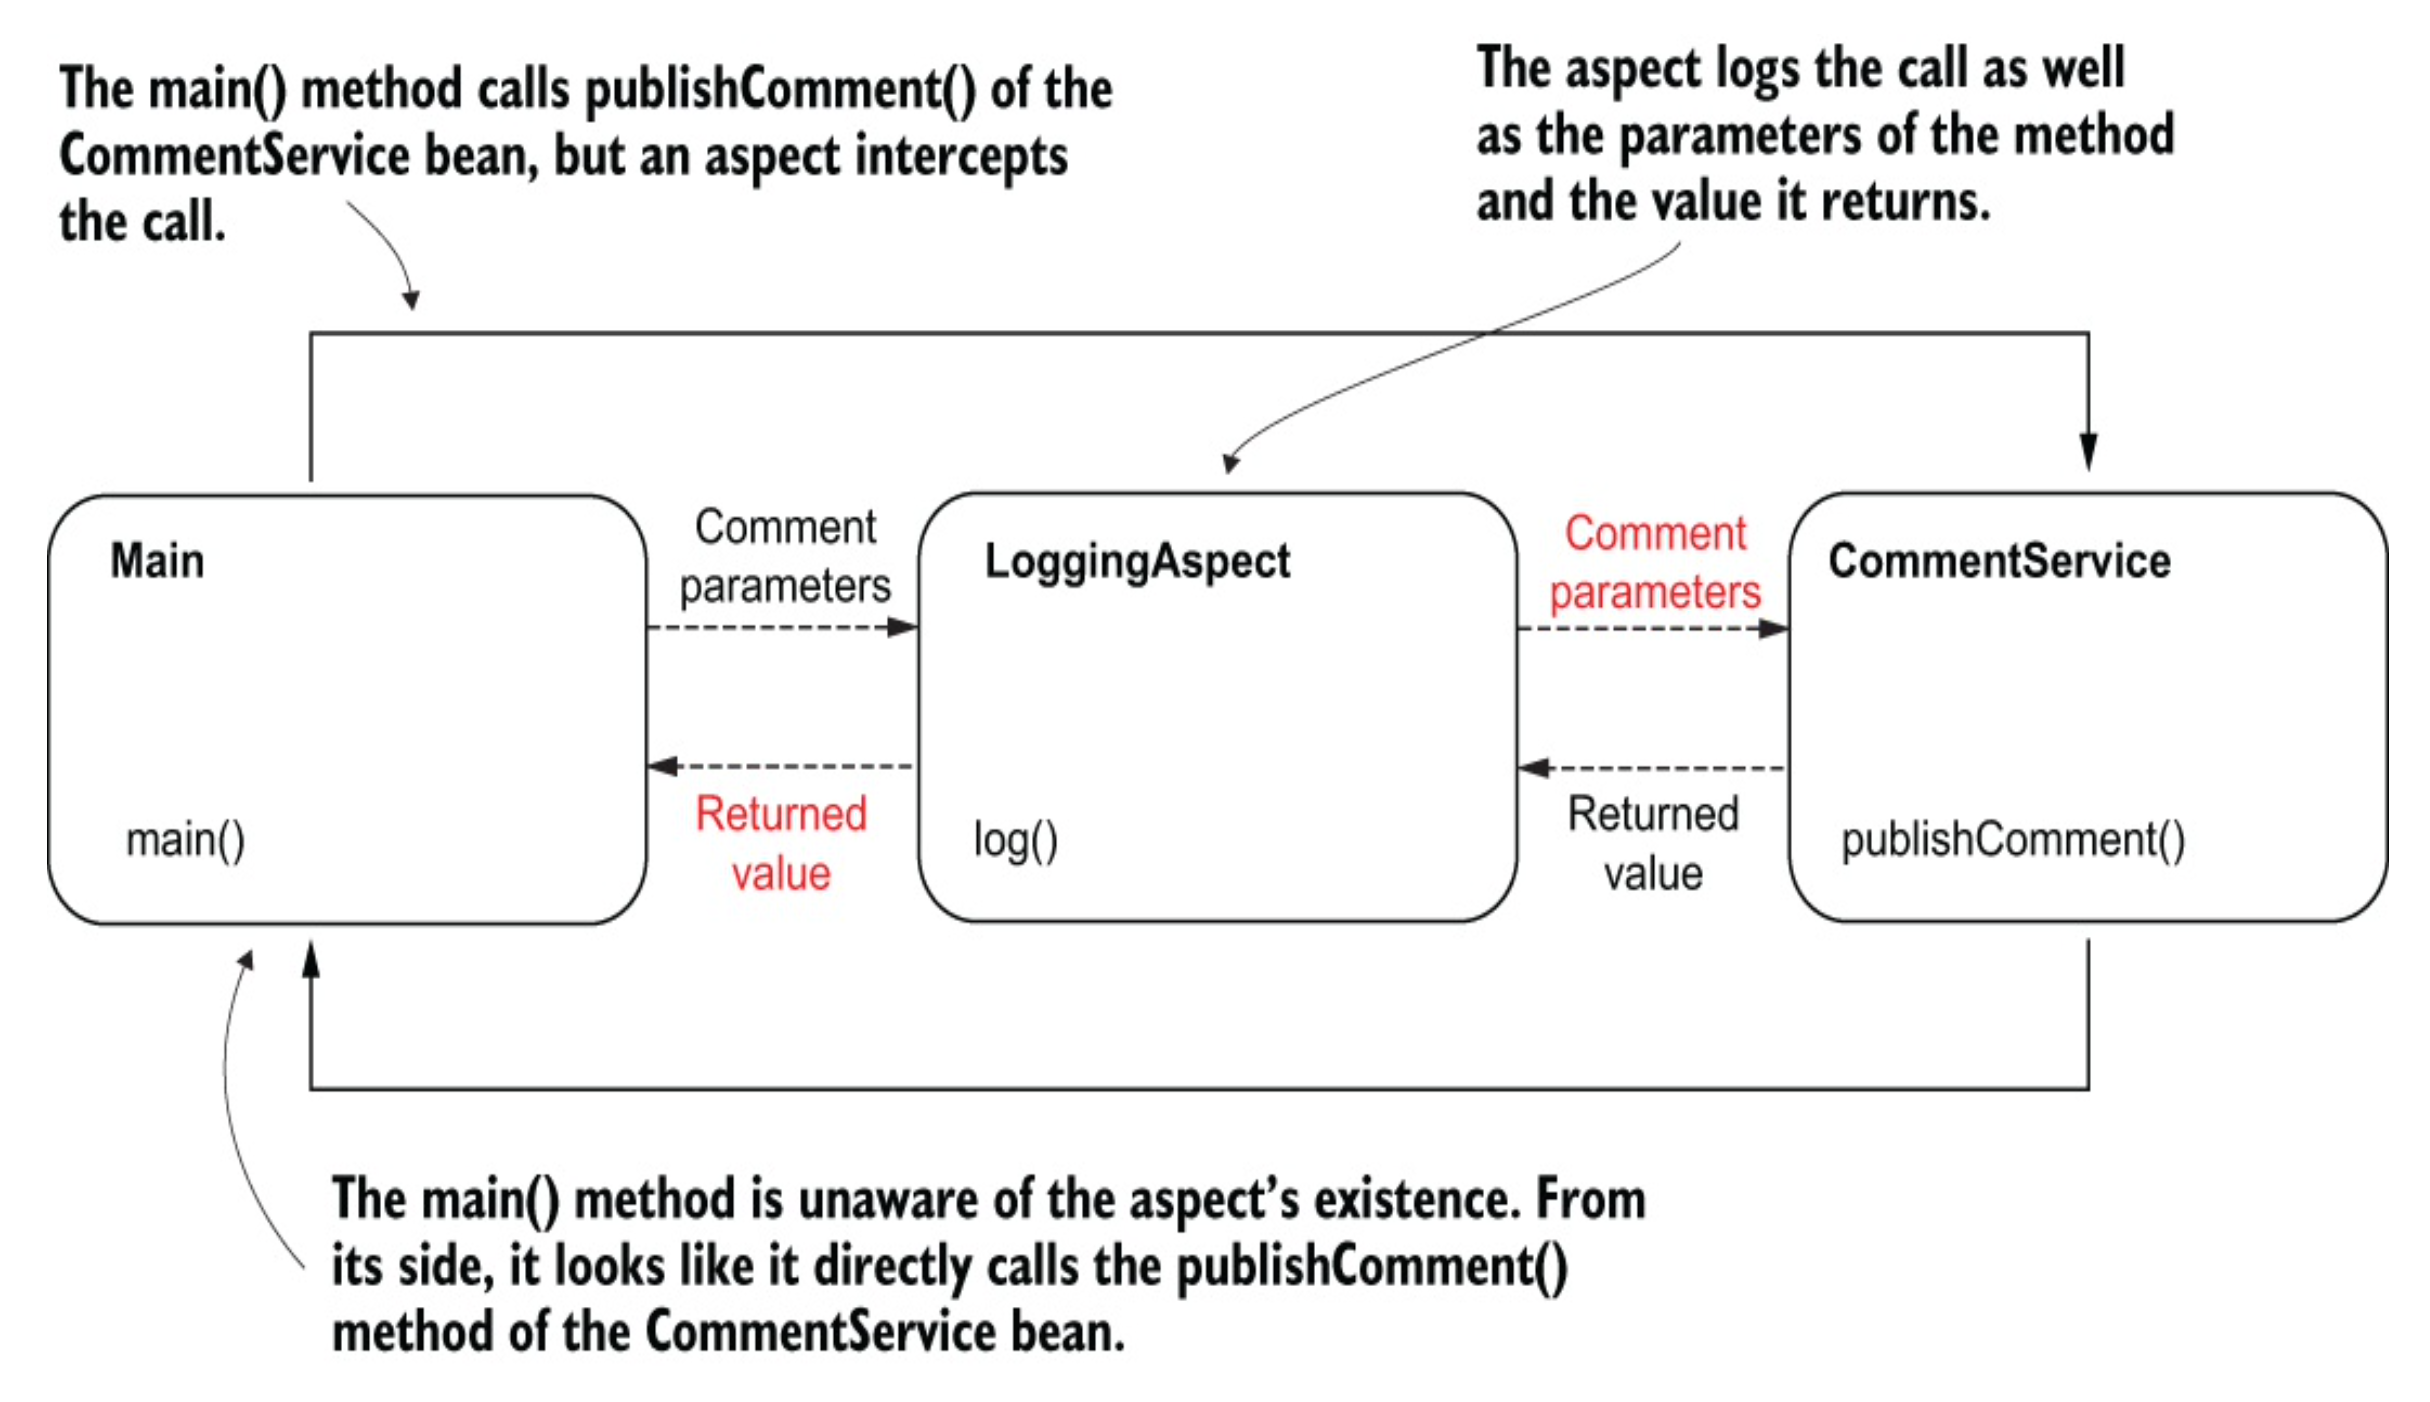 The main() method calls publishComment() of the
CommentService bean, but an aspect intercepts
the call.
The aspect logs the call as well
as the parameters of the method
and the value it returns.
Main
main()
Comment
parameters
Returned
value
LoggingAspect
log()
Comment
parameters
Returned
value
CommentService
publishComment()
The main() method is unaware of the aspect’s existence. From
its side, it looks like it directly calls the publishComment()
method of the CommentService bean.